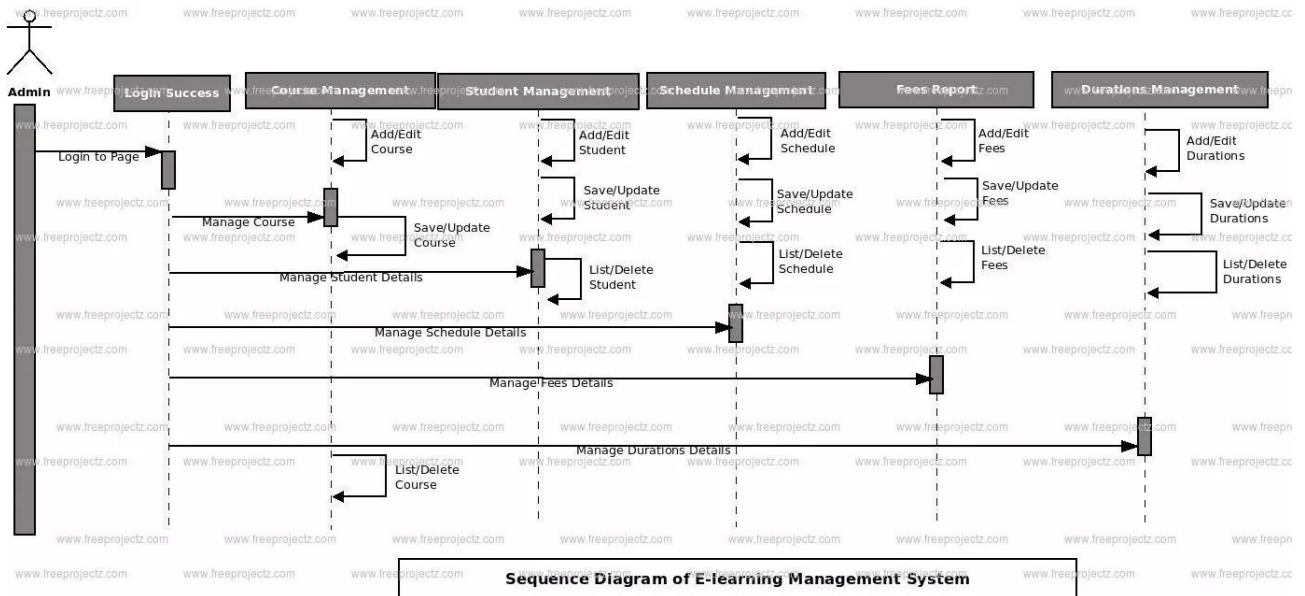 Admin
Login Success
Course Management
Student Management
Schedule Management
Fees Report
Durations Management
Login to Page
Add/Edit
Course
Add/Edit
Student
Add/Edit
Schedule
Add/Edit
Fees
Add/Edit
Durations
Manage Course
Save/Update
Course
Save/Update
Student
Save/Update
Schedule
Save/Update
Fees
Save/Update
Durations
Manage Student Details
List/Delete
Student
List/Delete
Schedule
List/Delete
Fees
List/Delete
Durations
Manage Schedule Details
Manage Fees Details
Manage Durations Details
List/Delete
Course
Sequence Diagram of E-learning Management System
www.freeprojectz.com